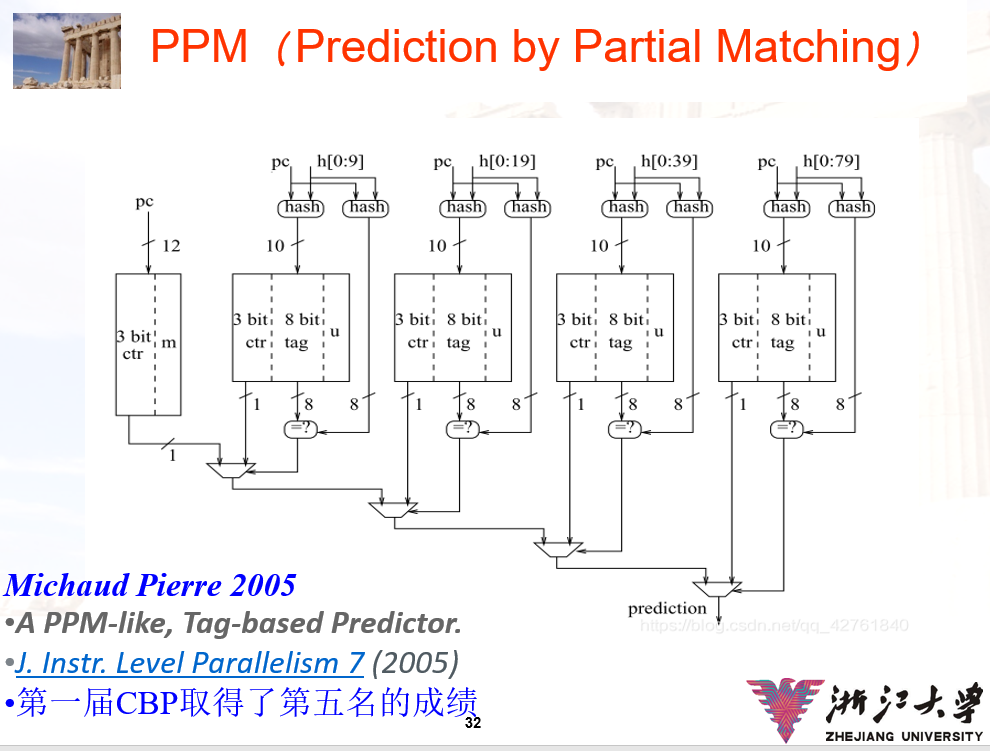 PPM（Prediction by Partial Matching）
pc h[0:9] pc h[0:19] pc h[0:39] pc h[0:79]
hash hash hash hash hash hash hash hash
pc
12 10 10 10 10
3 bit ctr m
3 bit ctr 8 bit tag u
3 bit ctr 8 bit tag u
3 bit ctr 8 bit tag u
3 bit ctr 8 bit tag u
1 8 8 1 8 8 1 8 8 1 8 8
=? =? =? =?
1
prediction
https://blog.csdn.net/qq_42761840
Michaud Pierre 2005
•A PPM-like, Tag-based Predictor.
•J. Instr. Level Parallelism 7 (2005)
•第一届CBP取得了第五名的成绩
32
浙江大学
ZHEJIANG UNIVERSITY